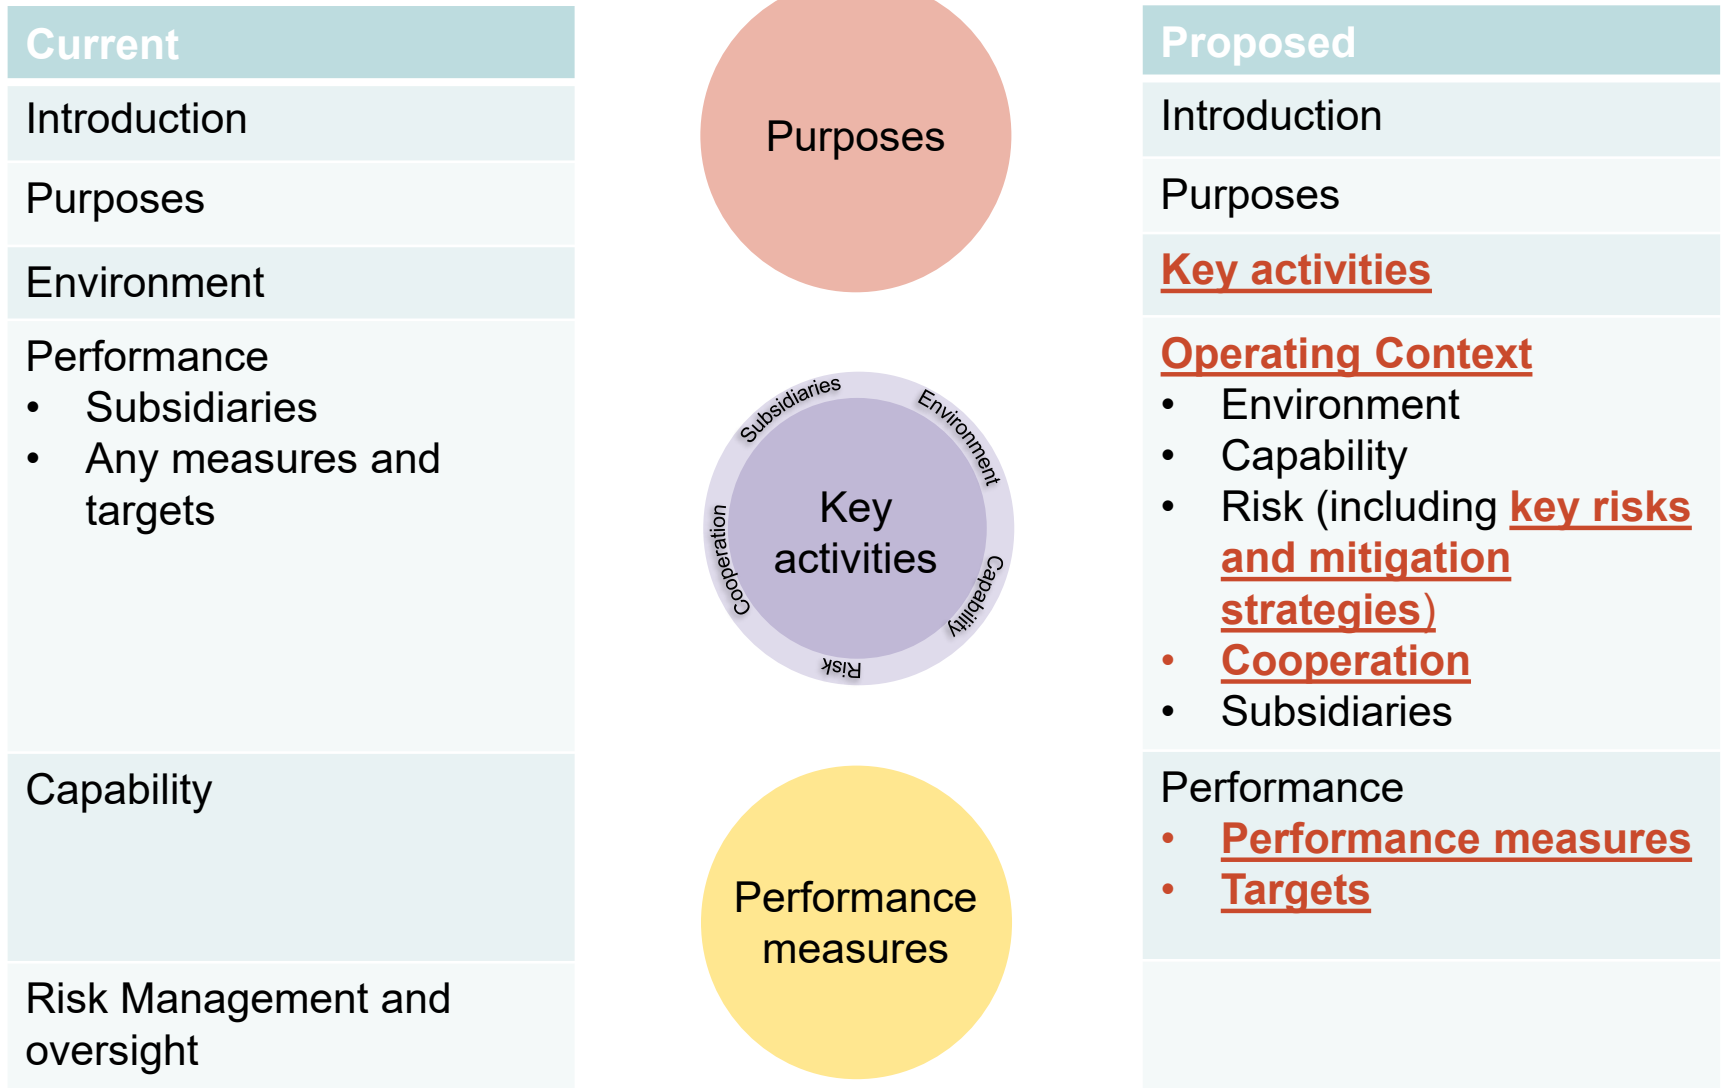 Current
Introduction
Purposes
Environment
Performance
• Subsidiaries
• Any measures and
targets
Capability
Risk Management and
oversight
Purposes
Subsidiaries
Environment
Cooperation
Capability
Risk
Key
activities
Performance
measures
Proposed
Introduction
Purposes
Key activities
Operating Context
• Environment
• Capability
• Risk (including key risks
and mitigation
strategies)
• Cooperation
• Subsidiaries
Performance
• Performance measures
• Targets